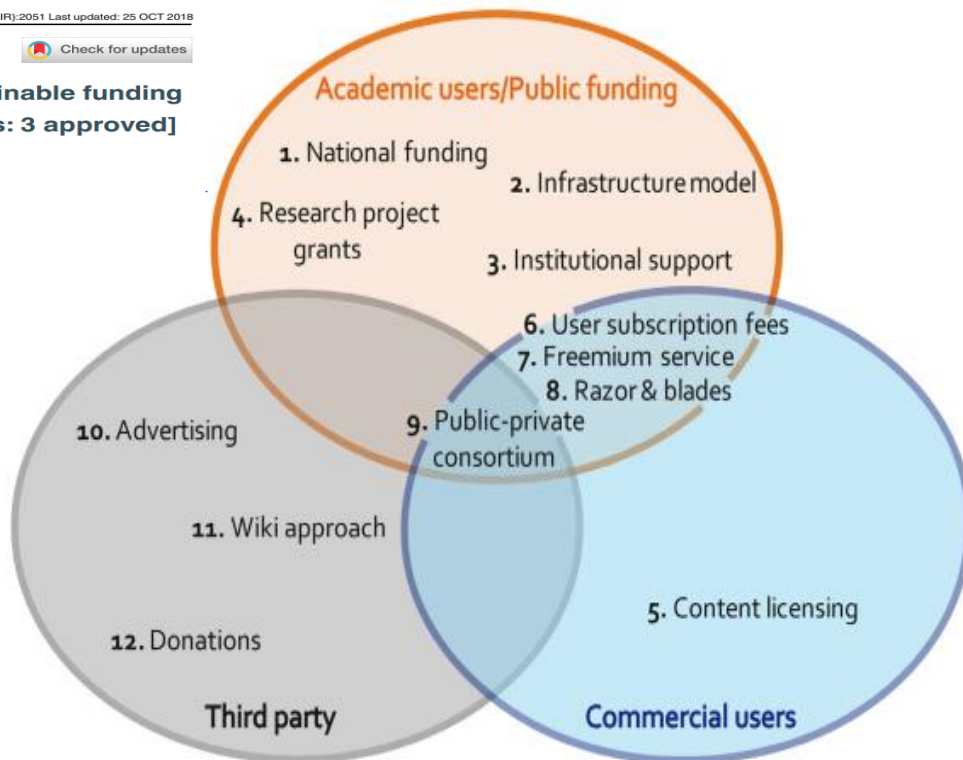 IR):2051 Last updated: 25 OCT 2018
Check for updates
inable funding
s: 3 approved]
Academic users/Public funding
1. National funding
2. Infrastructure model
4. Research project
grants
3. Institutional support
6. User subscription fees
7. Freemium service
8. Razor & blades
9. Public-private
consortium
10. Advertising
11. Wiki approach
5. Content licensing
12. Donations
Third party
Commercial users